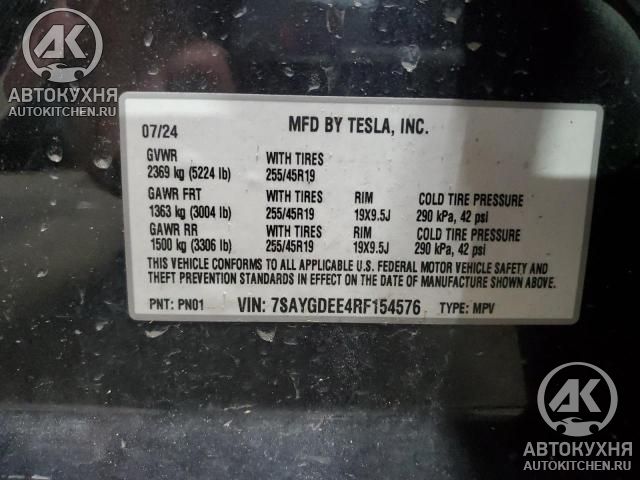 AK
АВТОКУХНЯ
AUTOKITCHEN.RU
07/24 MFD BY TESLA, INC.
GVWR WITH TIRES
2369 kg (5224 lb) 255/45R19
GAWR FRT WITH TIRES RIM COLD TIRE PRESSURE
1363 kg (3004 lb) 255/45R19 19X9.5J 290 kPa, 42 psi
GAWR RR WITH TIRES RIM COLD TIRE PRESSURE
1500 kg (3306 lb) 255/45R19 19X9.5J 290 kPa, 42 psi
THIS VEHICLE CONFORMS TO ALL APPLICABLE U.S. FEDERAL MOTOR VEHICLE SAFETY AND
THEFT PREVENTION STANDARDS IN EFFECT ON THE DATE OF MANUFACTURE SHOWN ABOVE.
PNT: PN01 VIN: 7SAYGDEE4RF154576 TYPE: MPV
AK
АВТОКУХНЯ
AUTOKITCHEN.RU